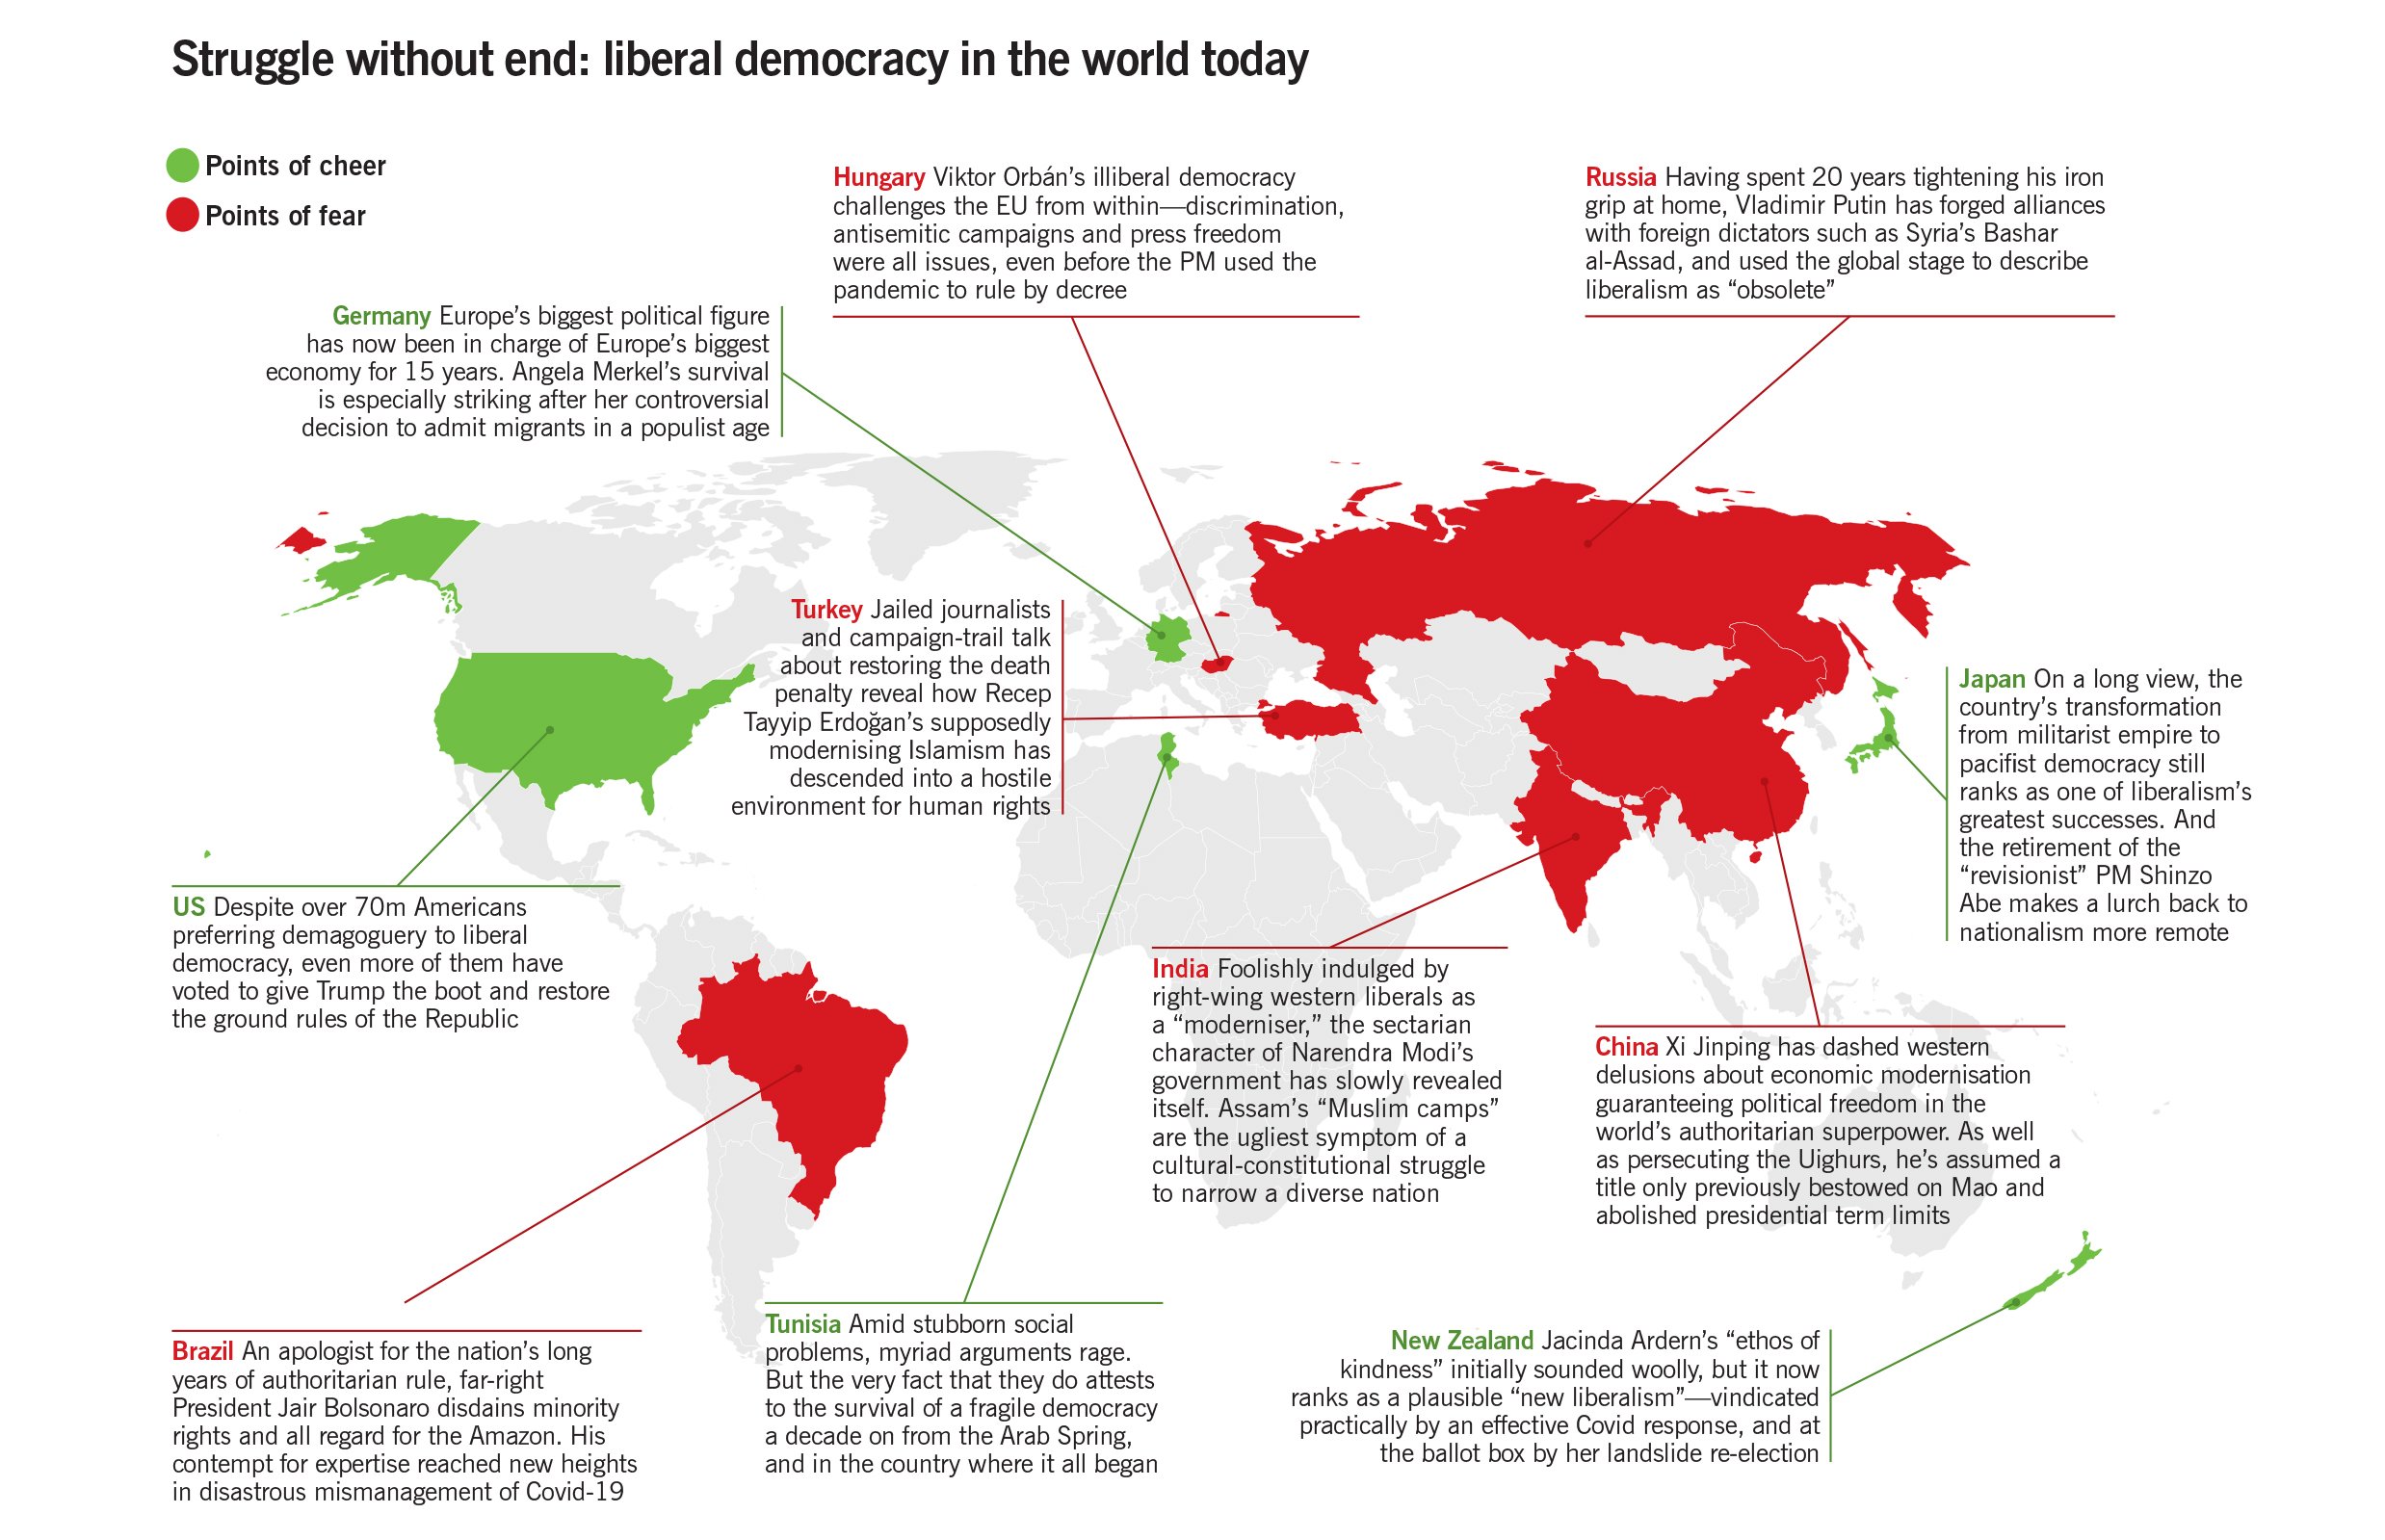 Struggle without end: liberal democracy in the world today
Points of cheer
Points of fear
Hungary Viktor Orbán’s illiberal democracy
challenges the EU from within—discrimination,
antisemitic campaigns and press freedom
were all issues, even before the PM used the
pandemic to rule by decree
Russia Having spent 20 years tightening his iron
grip at home, Vladimir Putin has forged alliances
with foreign dictators such as Syria’s Bashar
al-Assad, and used the global stage to describe
liberalism as “obsolete”
Germany Europe’s biggest political figure
has now been in charge of Europe’s biggest
economy for 15 years. Angela Merkel’s survival
is especially striking after her controversial
decision to admit migrants in a populist age
Turkey Jailed journalists
and campaign-trail talk
about restoring the death
penalty reveal how Recep
Tayyip Erdoğan’s supposedly
modernising Islamism has
descended into a hostile
environment for human rights
Japan On a long view, the
country’s transformation
from militarist empire to
pacifist democracy still
ranks as one of liberalism’s
greatest successes. And
the retirement of the
“revisionist” PM Shinzo
Abe makes a lurch back to
nationalism more remote
US Despite over 70m Americans
preferring demagoguery to liberal
democracy, even more of them have
voted to give Trump the boot and restore
the ground rules of the Republic
India Foolishly indulged by
right-wing western liberals as
a “moderniser,” the sectarian
character of Narendra Modi’s
government has slowly revealed
itself. Assam’s “Muslim camps”
are the ugliest symptom of a
cultural-constitutional struggle
to narrow a diverse nation
China Xi Jinping has dashed western
delusions about economic modernisation
guaranteeing political freedom in the
world’s authoritarian superpower. As well
as persecuting the Uighurs, he’s assumed a
title only previously bestowed on Mao and
abolished presidential term limits
Brazil An apologist for the nation’s long
years of authoritarian rule, far-right
President Jair Bolsonaro disdains minority
rights and all regard for the Amazon. His
contempt for expertise reached new heights
in disastrous mismanagement of Covid-19
Tunisia Amid stubborn social
problems, myriad arguments rage.
But the very fact that they do attests
to the survival of a fragile democracy
a decade on from the Arab Spring,
and in the country where it all began
New Zealand Jacinda Ardern’s “ethos of
kindness” initially sounded woolly, but it now
ranks as a plausible “new liberalism”—vindicated
practically by an effective Covid response, and at
the ballot box by her landslide re-election